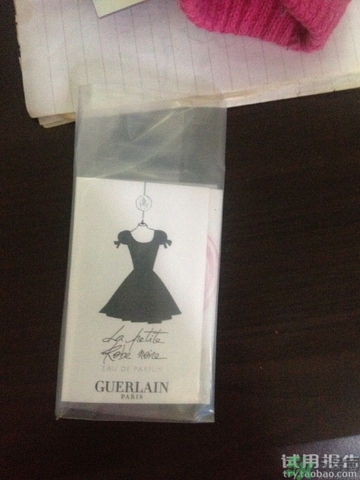 La petite
Robe noire
EAU DE PARFUM
GUERLAIN
PARIS
试用报告
try.taobao.com